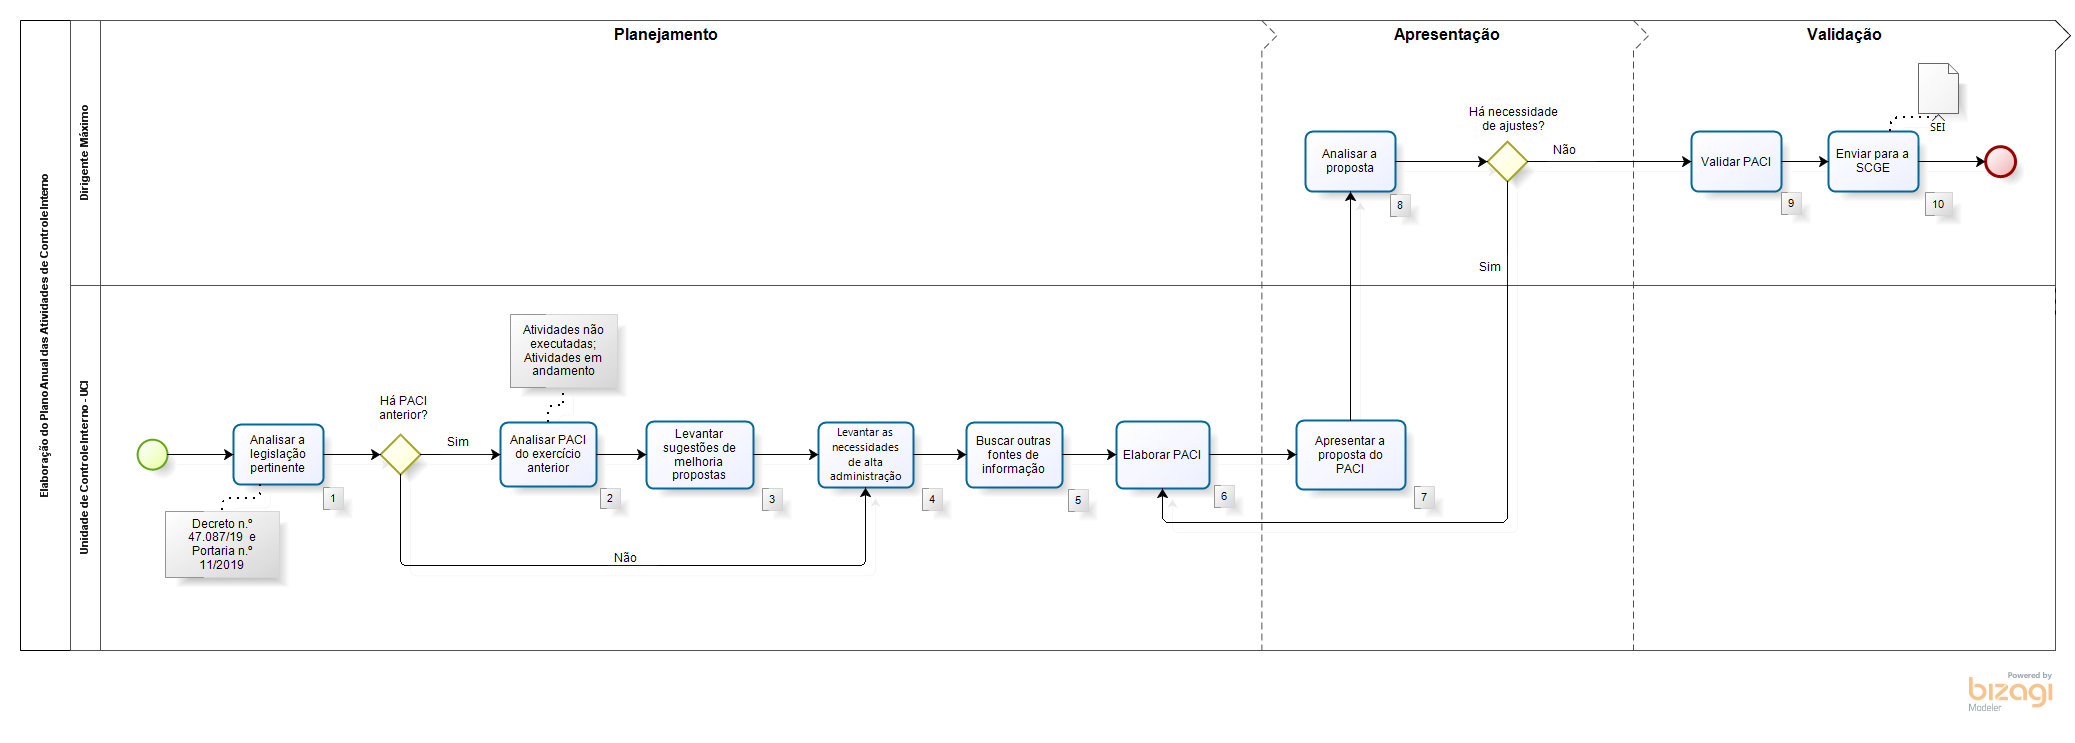 Planejamento
Apresentação
Validação
Elaboração do Plano Anual das Atividades de Controle Interno
Dirigente Máximo
Unidade de Controle Interno - UCI
Há necessidade
de ajustes?
SEI
Analisar a
proposta
8
Não
Sim
Validar PACI
9
Enviar para a
SCGE
10
Atividades não
executadas;
Atividades em
andamento
Há PACI
anterior?
Analisar a
legislação
pertinente
1
Decreto n.º
47.087/19 e
Portaria n.º
11/2019
Sim
Não
Analisar PACI
do exercício
anterior
2
Levantar
sugestões de
melhoria
propostas
3
Levantar as
necessidades
de alta
administração
4
Buscar outras
fontes de
informação
5
Elaborar PACI
6
Apresentar a
proposta do
PACI
7
Powered by
bizagi
Modeler